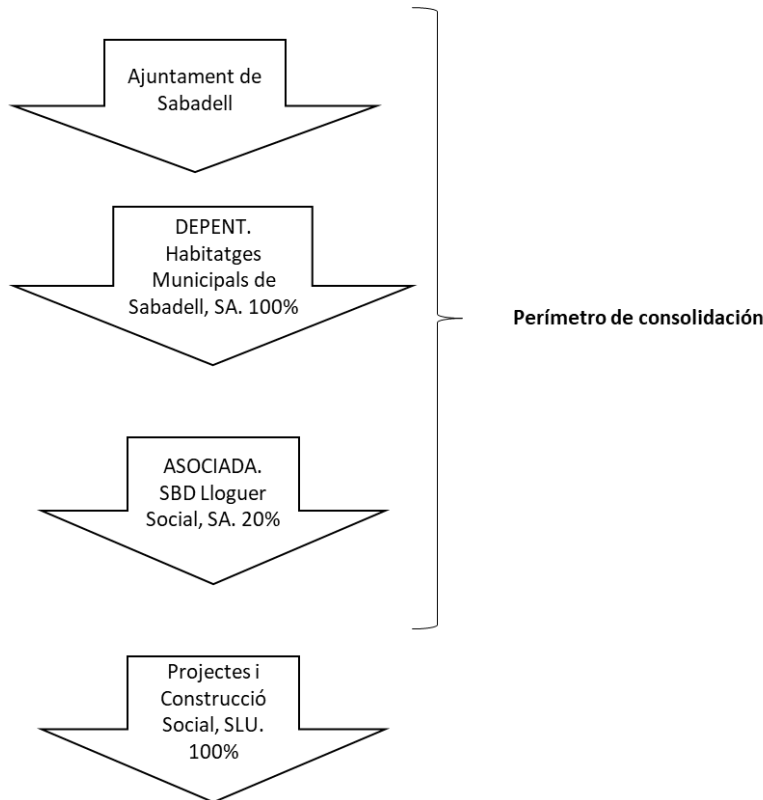 Ajuntament de
Sabadell
DEPENT.
Habitatges
Municipals de
Sabadell, SA. 100%
Perímetro de consolidación
ASOCIADA.
SBD Lloguer
Social, SA. 20%
Projectes i
Construcció
Social, SLU.
100%